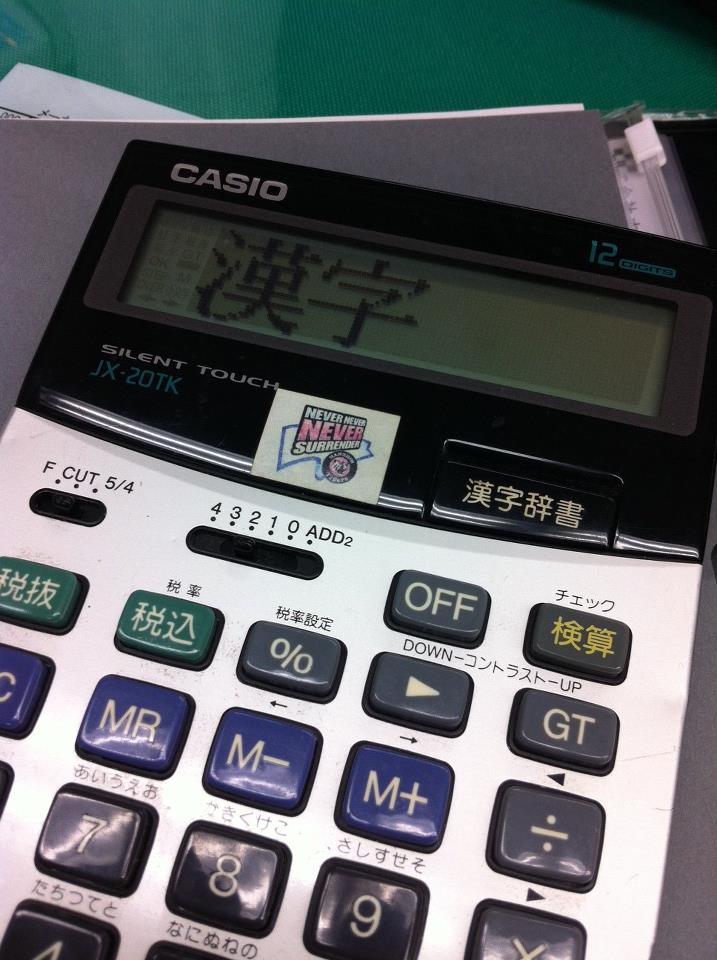 CASIO
漢字
12
DIGITS
SILENT TOUCH
JX-20TK
NEVER NEVER
NEVER
SURRENDER
漢字辞書
F CUT 5/4
4 3 2 1 0 ADD2
税抜
税率
税込
税率設定
%
OFF
チェック
検算
DOWN-コントラスト-UP
▶
GT
C
MR
M-
M+
← → ◀
÷
▶
あいうえお
かきくけこ
さしすせそ
7
8
9
たちつてと
なにぬねの
4
×